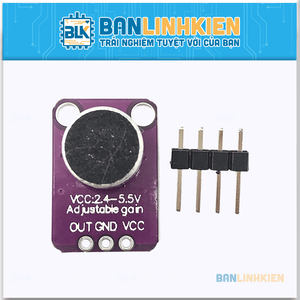 BLK
BANLINHKIEN
TRẢI NGHIỆM TUYỆT VỜI CỦA BẠN
VCC:2.4-5.5V
Adjustable gain
OUT GND VCC
BANLINHKIEN